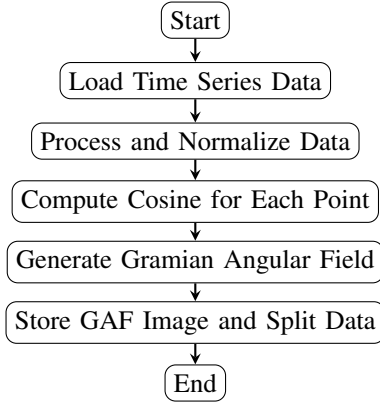 Start
Load Time Series Data
Process and Normalize Data
Compute Cosine for Each Point
Generate Gramian Angular Field
Store GAF Image and Split Data
End